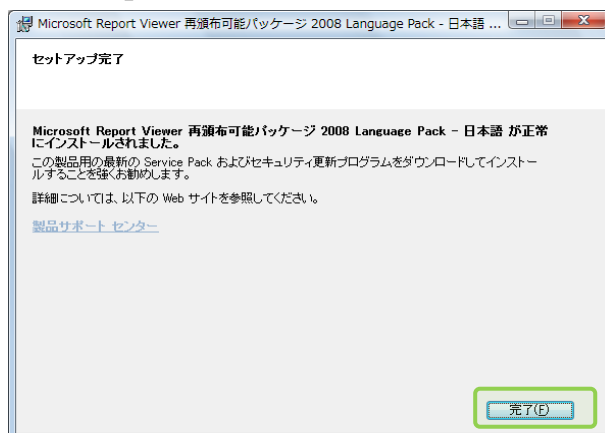 Microsoft Report Viewer 再頒布可能パッケージ 2008 Language Pack - 日本語 ...
セットアップ完了
Microsoft Report Viewer 再頒布可能パッケージ 2008 Language Pack - 日本語 が正常
にインストールされました。
この製品用の最新の Service Pack およびセキュリティ更新プログラムをダウンロードしてインストー
ルすることを強くお勧めします。
詳細については、以下の Web サイトを参照してください。
製品サポート センター
完了(F)